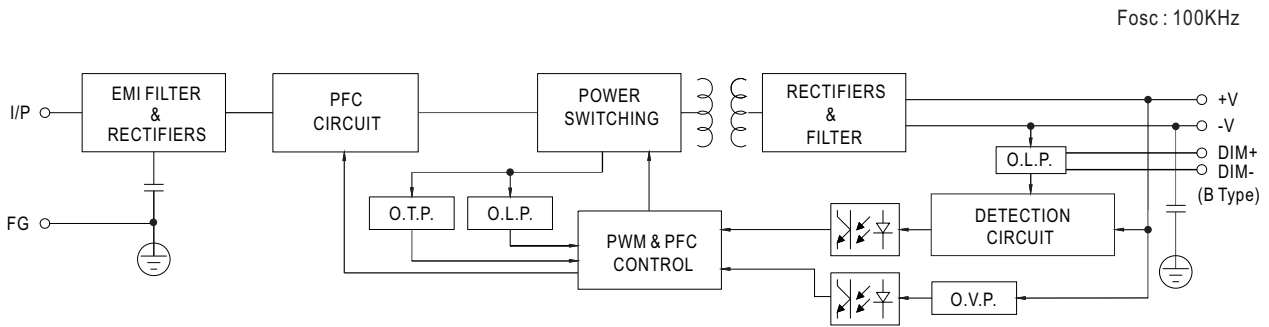 Fosc : 100KHz
I/P
EMI FILTER
&
RECTIFIERS
PFC
CIRCUIT
POWER
SWITCHING
RECTIFIERS
&
FILTER
+V
-V
DIM+
DIM-
(B Type)
O.L.P.
FG
O.T.P.
O.L.P.
PWM & PFC
CONTROL
DETECTION
CIRCUIT
O.V.P.